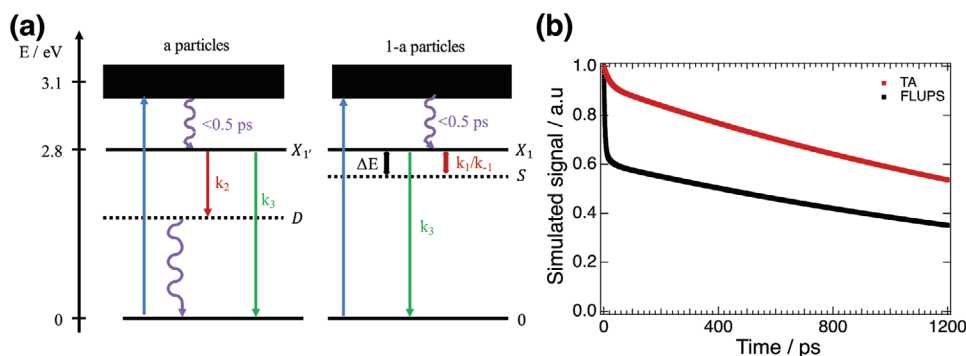 (a)
E / eV
a particles
1-a particles
3.1
<0.5 ps
<0.5 ps
2.8
X₁'
X₁
ΔE
k₁/k₋₁
S
k₂
k₃
k₃
D
0
0
(b)
Simulated signal / a.u
1.0
0.8
0.6
0.4
0.2
0.0
TA
FLUPS
0
400
800
1200
Time / ps